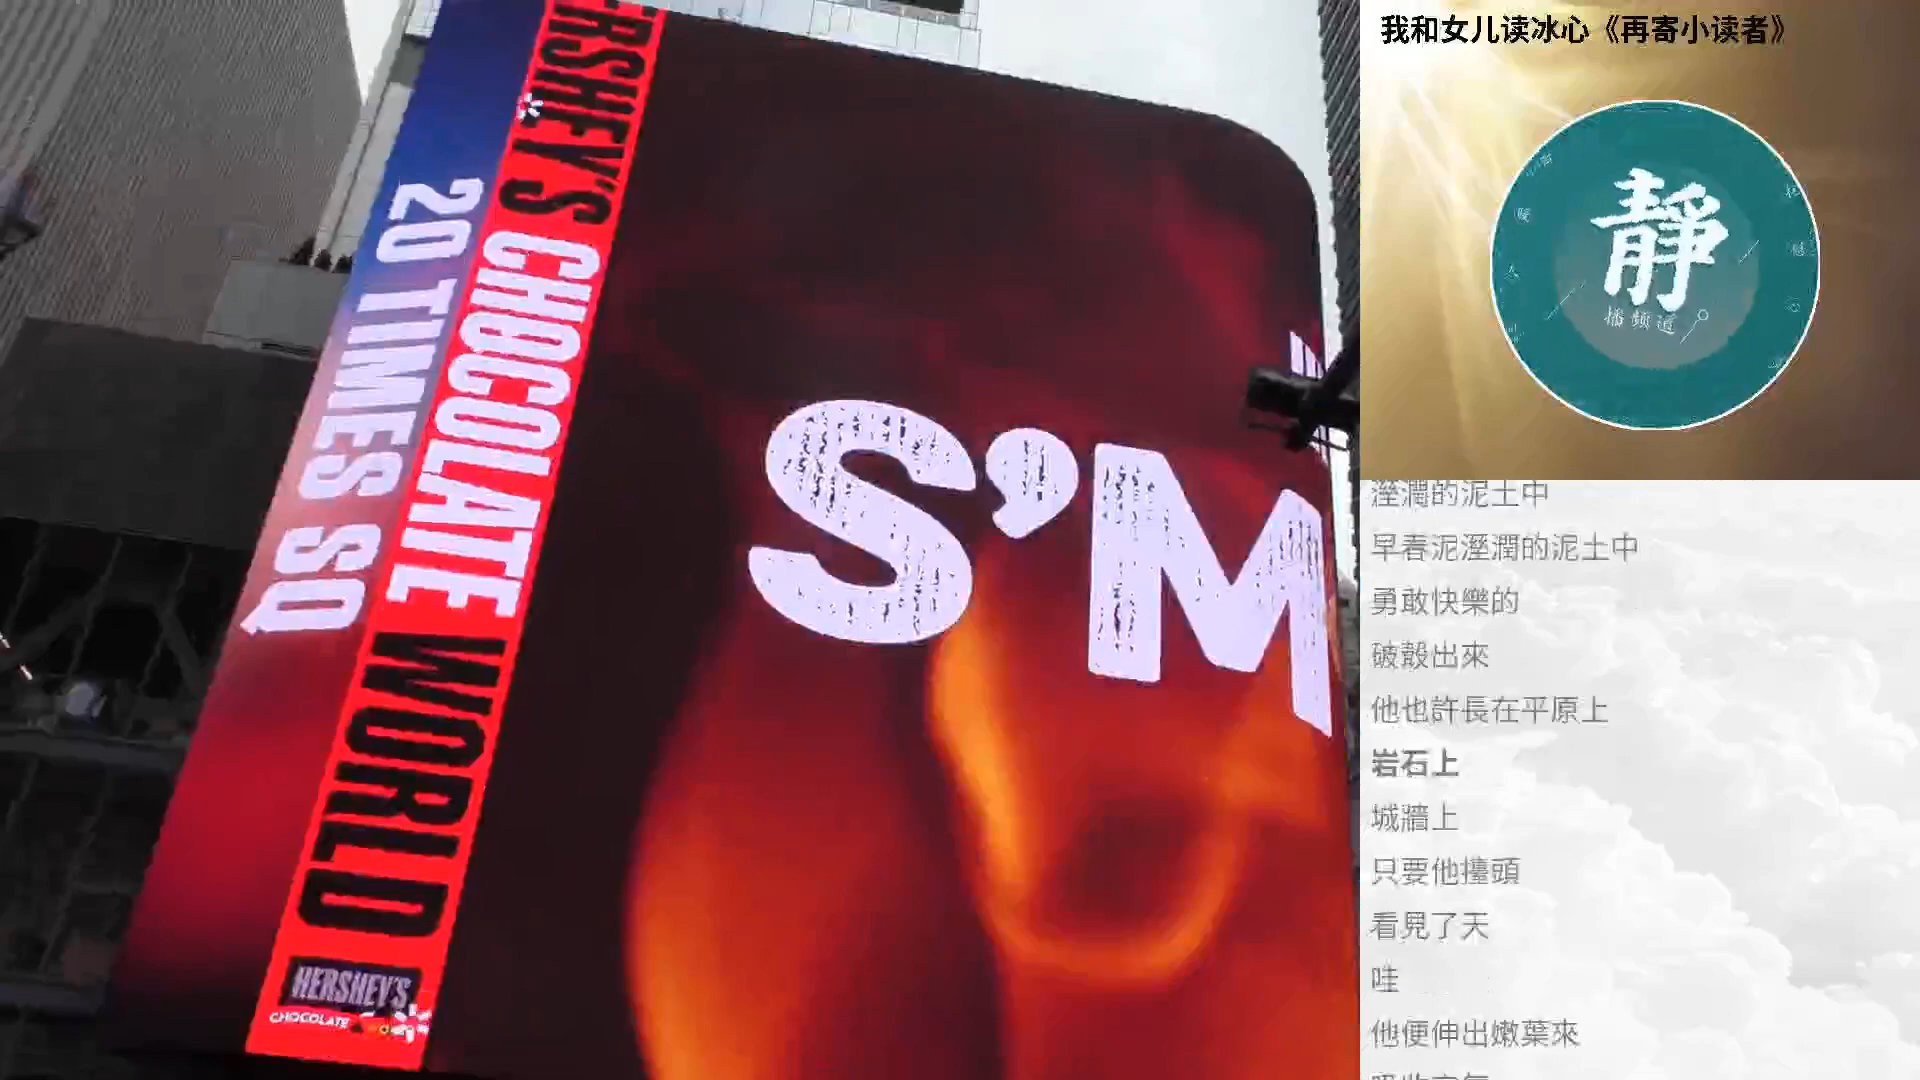 HERSHEY'S CHOCOLATE WORLD
20 TIMES SQ
HERSHEY'S
CHOCOLATE
S'M
我和女儿读冰心《再寄小读者》
靜
播频道
溼潤的泥土中
早春泥溼潤的泥土中
勇敢快樂的
破殼出來
他也許長在平原上
岩石上
城牆上
只要他擡頭
看見了天
哇
他便伸出嫩葉來